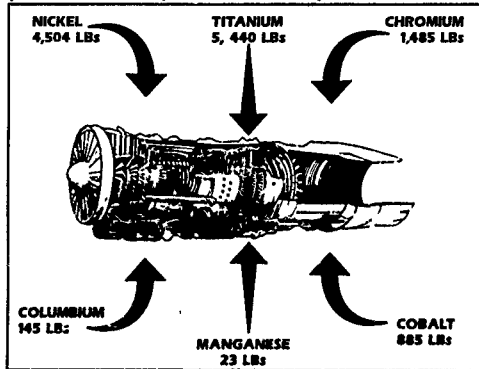 NICKEL
4,504 LBs
TITANIUM
5, 440 LBs
CHROMIUM
1,485 LBs
COLUMBIUM
145 LBs
MANGANESE
23 LBs
COBALT
885 LBs